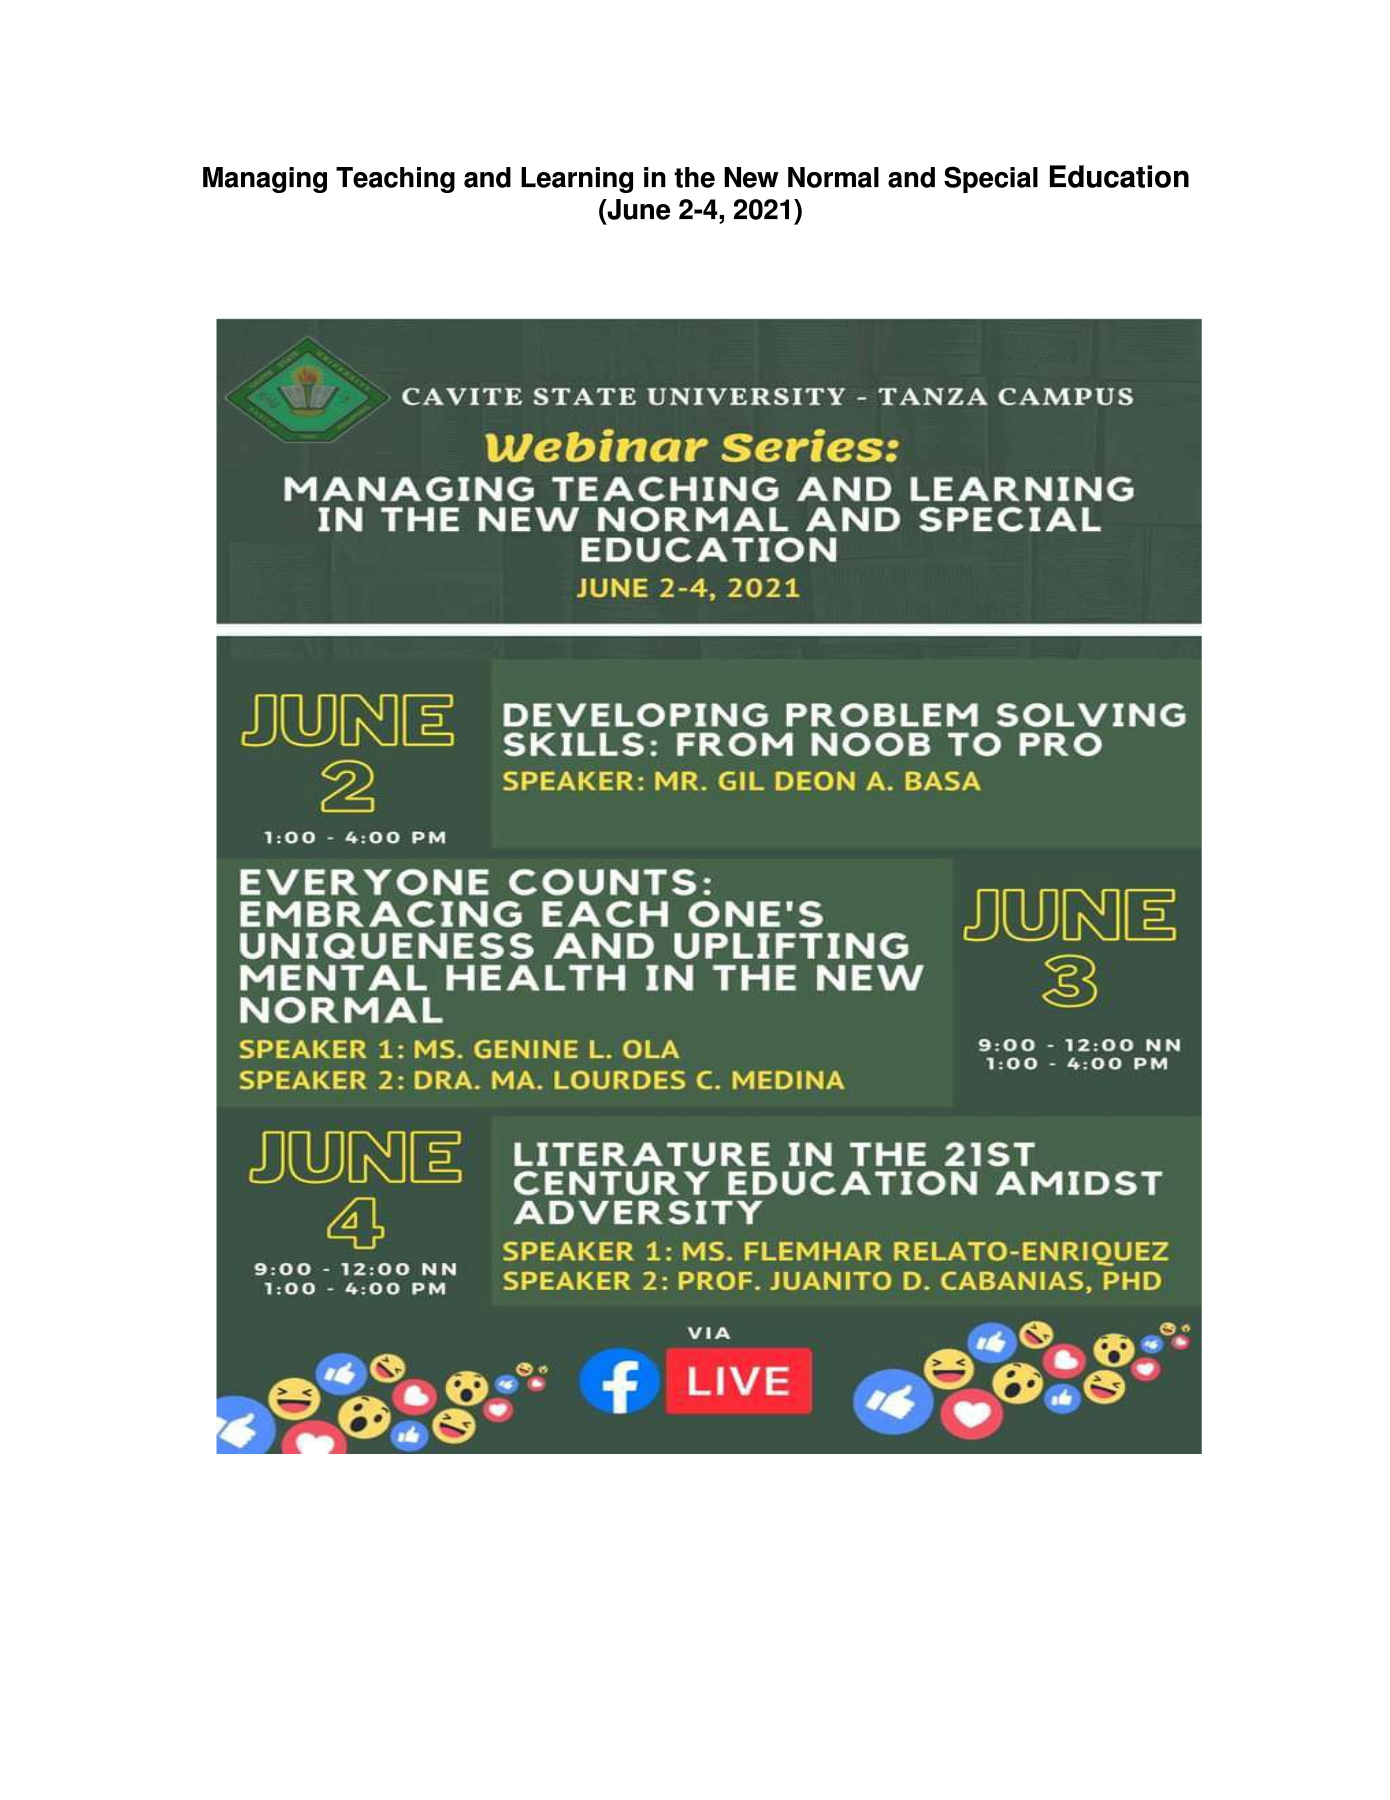 Managing Teaching and Learning in the New Normal and Special Education
(June 2-4, 2021)
CAVITE STATE UNIVERSITY - TANZA CAMPUS
Webinar Series:
MANAGING TEACHING AND LEARNING
IN THE NEW NORMAL AND SPECIAL
EDUCATION
JUNE 2-4, 2021
JUNE
2
1:00 - 4:00 PM
DEVELOPING PROBLEM SOLVING
SKILLS: FROM NOOB TO PRO
SPEAKER: MR. GIL DEON A. BASA
EVERYONE COUNTS:
EMBRACING EACH ONE'S
UNIQUENESS AND UPLIFTING
MENTAL HEALTH IN THE NEW
NORMAL
SPEAKER 1: MS. GENINE L. OLA
SPEAKER 2: DRA. MA. LOURDES C. MEDINA
JUNE
3
9:00 - 12:00 NN
1:00 - 4:00 PM
JUNE
4
9:00 - 12:00 NN
1:00 - 4:00 PM
LITERATURE IN THE 21ST
CENTURY EDUCATION AMIDST
ADVERSITY
SPEAKER 1: MS. FLEMHAR RELATO-ENRIQUEZ
SPEAKER 2: PROF. JUANITO D. CABANIAS, PHD
VIA
f LIVE